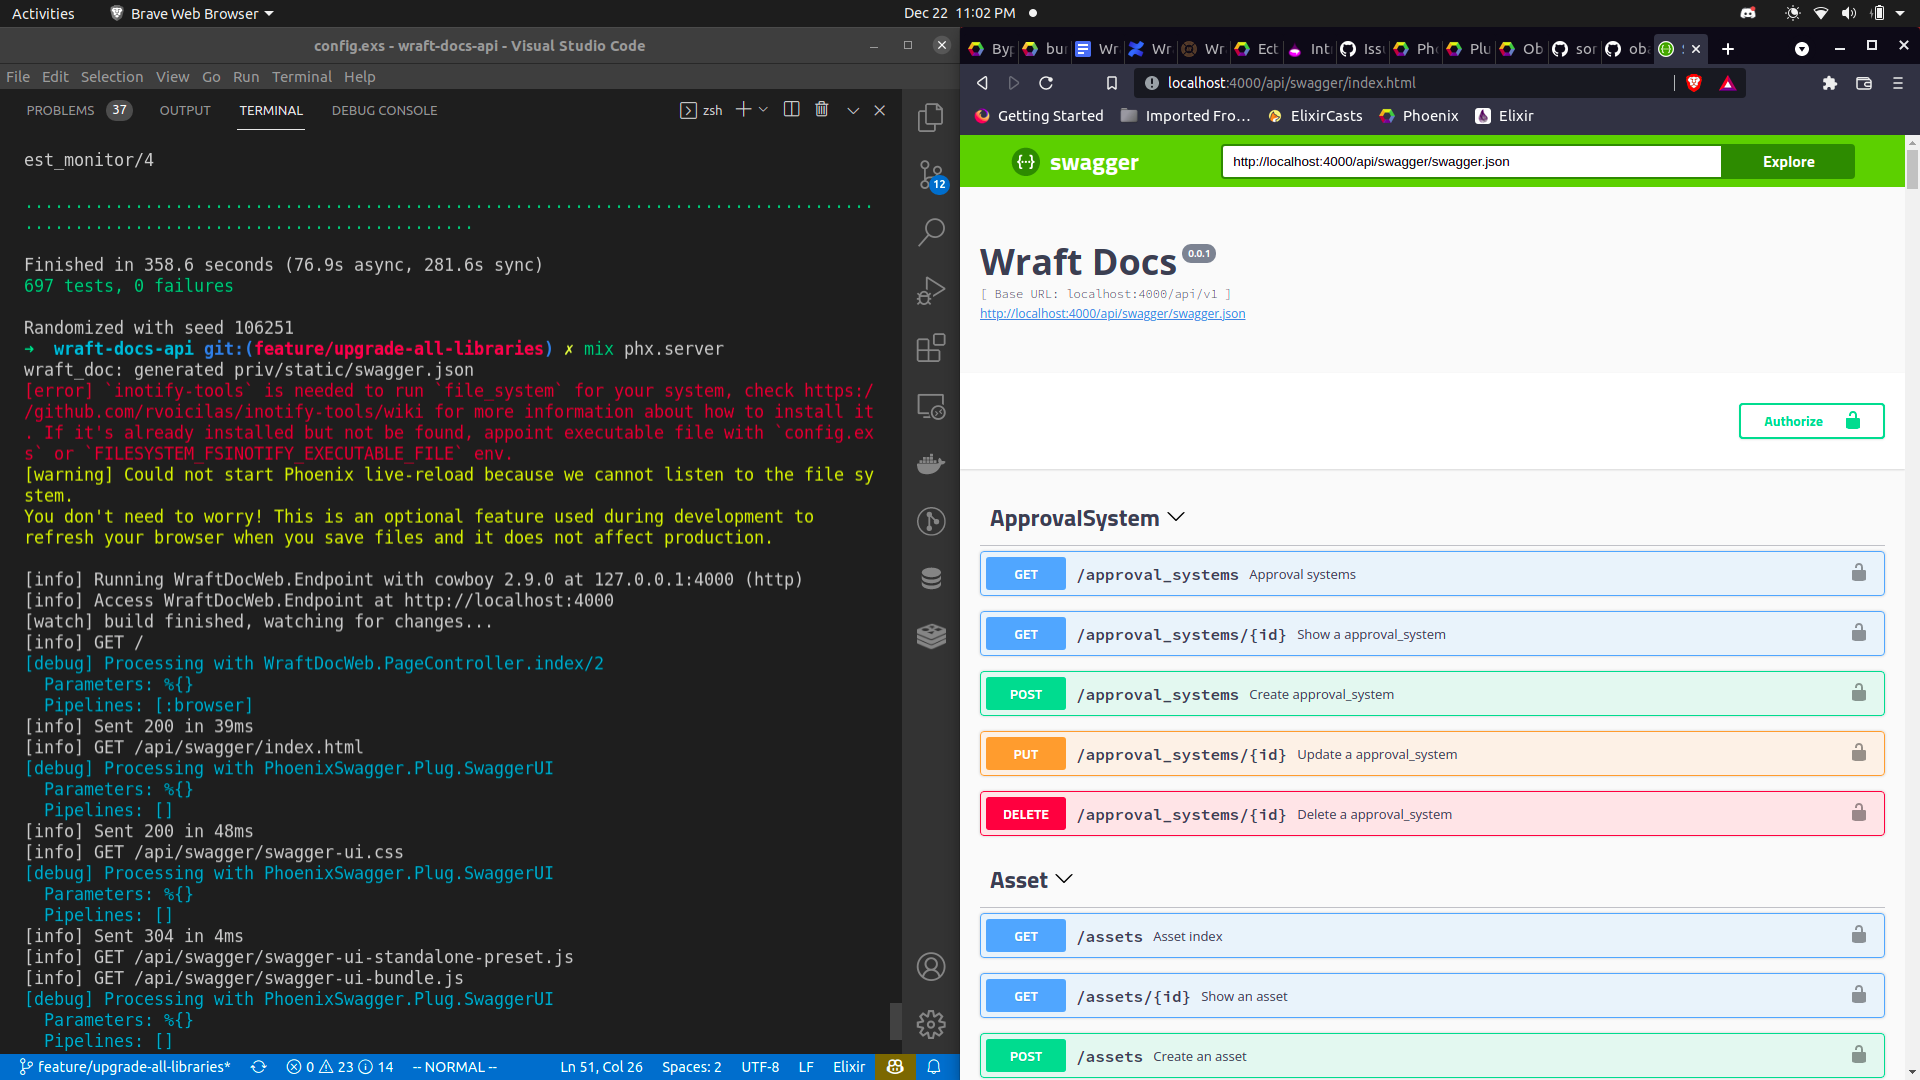 Activities
Brave Web Browser
Dec 22 11:02 PM
config.exs - wraft-docs-api - Visual Studio Code
File Edit Selection View Go Run Terminal Help
PROBLEMS 37 OUTPUT TERMINAL DEBUG CONSOLE
zsh
est_monitor/4
.....................................................................................
.............................................
Finished in 358.6 seconds (76.9s async, 281.6s sync)
697 tests, 0 failures
Randomized with seed 106251
➜ wraft-docs-api git:(feature/upgrade-all-libraries) ✗ mix phx.server
wraft_doc: generated priv/static/swagger.json
[error] `inotify-tools` is needed to run `file_system` for your system, check https:/
/github.com/rvoicilas/inotify-tools/wiki for more information about how to install it
. If it's already installed but not be found, appoint executable file with `config.ex
s` or `FILESYSTEM_FSINOTIFY_EXECUTABLE_FILE` env.
[warning] Could not start Phoenix live-reload because we cannot listen to the file sy
stem.
You don't need to worry! This is an optional feature used during development to
refresh your browser when you save files and it does not affect production.
[info] Running WraftDocWeb.Endpoint with cowboy 2.9.0 at 127.0.0.1:4000 (http)
[info] Access WraftDocWeb.Endpoint at http://localhost:4000
[watch] build finished, watching for changes...
[info] GET /
[debug] Processing with WraftDocWeb.PageController.index/2
Parameters: %{}
Pipelines: [:browser]
[info] Sent 200 in 39ms
[info] GET /api/swagger/index.html
[debug] Processing with PhoenixSwagger.Plug.SwaggerUI
Parameters: %{}
Pipelines: []
[info] Sent 200 in 48ms
[info] GET /api/swagger/swagger-ui.css
[debug] Processing with PhoenixSwagger.Plug.SwaggerUI
Parameters: %{}
Pipelines: []
[info] Sent 304 in 4ms
[info] GET /api/swagger/swagger-ui-standalone-preset.js
[info] GET /api/swagger/swagger-ui-bundle.js
[debug] Processing with PhoenixSwagger.Plug.SwaggerUI
Parameters: %{}
Pipelines: []
12
feature/upgrade-all-libraries* 0 23 14 -- NORMAL -- Ln 51, Col 26 Spaces: 2 UTF-8 LF Elixir
Byp bu Wr Wr Wr Ect Int Iss Ph Plu Ob sor oba S
localhost:4000/api/swagger/index.html
Getting Started Imported Fro... ElixirCasts Phoenix Elixir
{··} swagger
http://localhost:4000/api/swagger/swagger.json
Explore
Wraft Docs 0.0.1
[ Base URL: localhost:4000/api/v1 ]
http://localhost:4000/api/swagger/swagger.json
Authorize
ApprovalSystem
GET /approval_systems Approval systems
GET /approval_systems/{id} Show a approval_system
POST /approval_systems Create approval_system
PUT /approval_systems/{id} Update a approval_system
DELETE /approval_systems/{id} Delete a approval_system
Asset
GET /assets Asset index
GET /assets/{id} Show an asset
POST /assets Create an asset